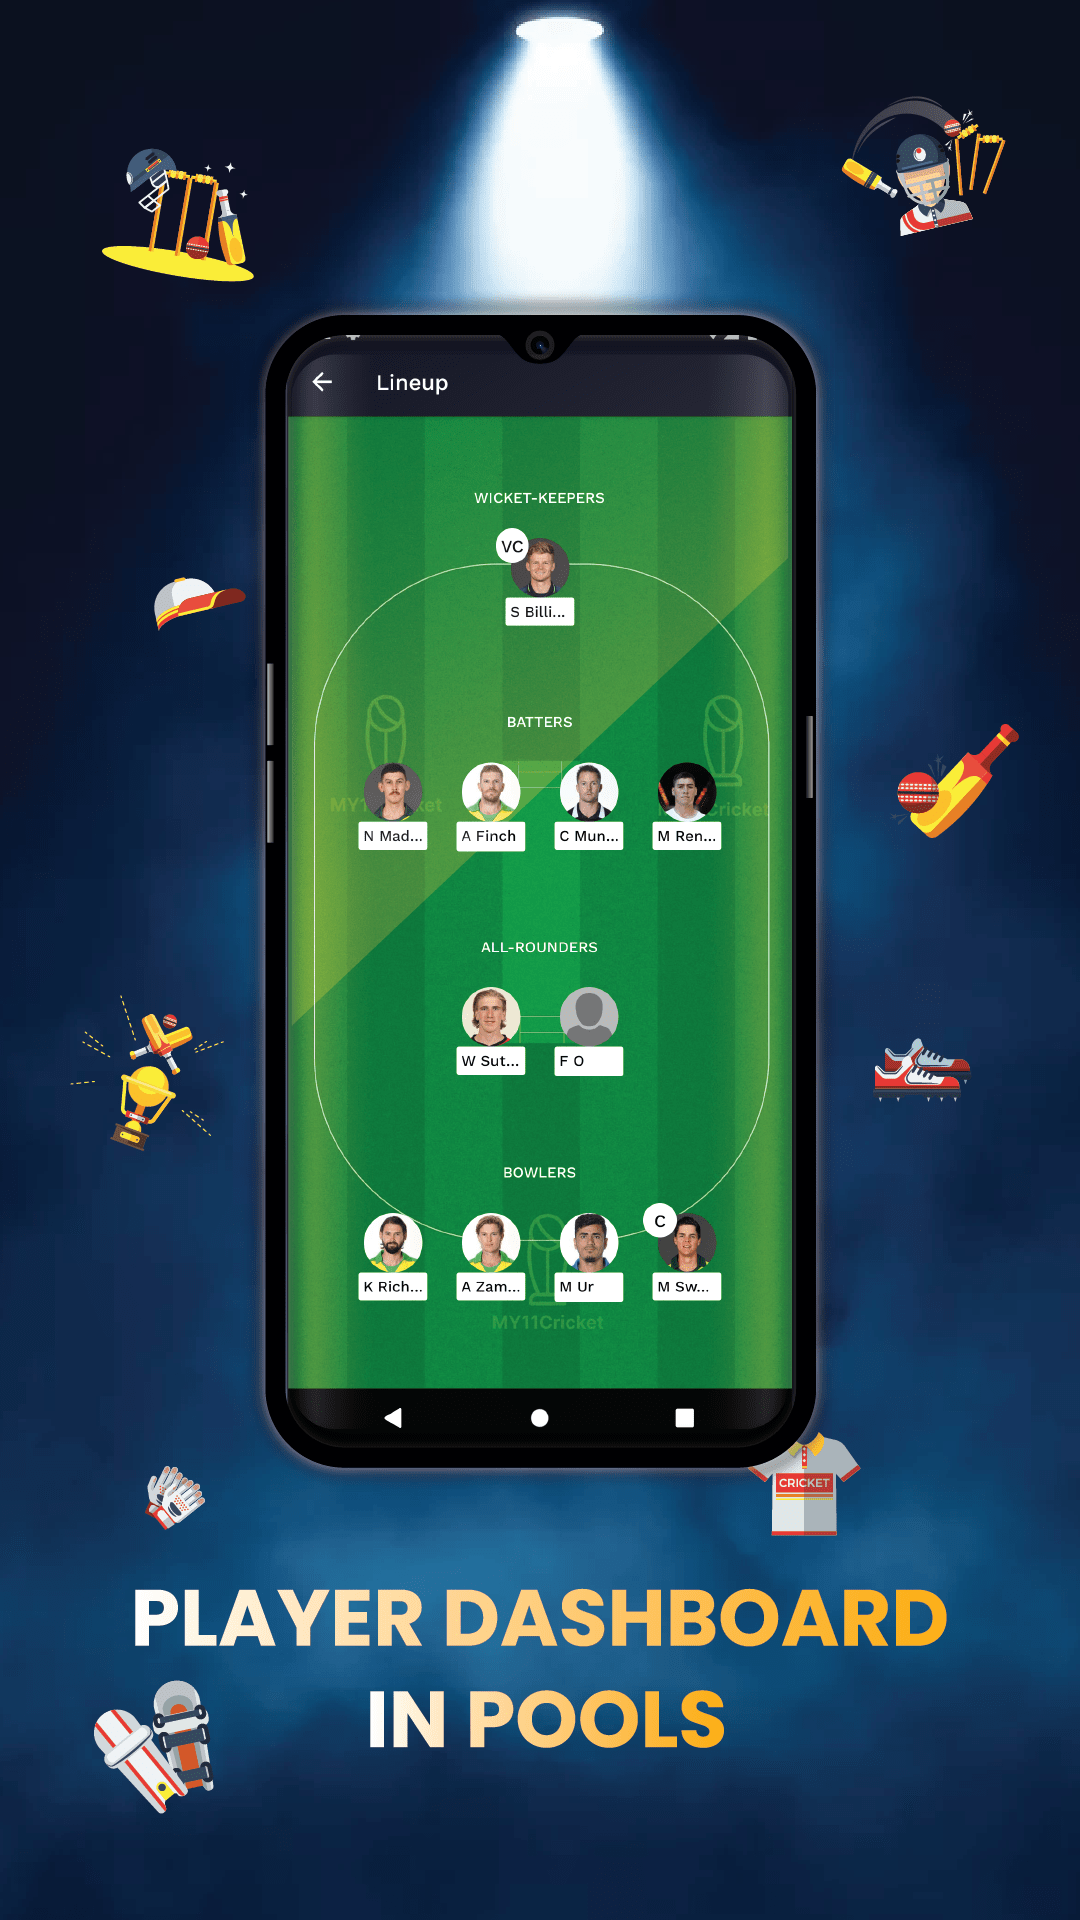 Lineup
WICKET-KEEPERS
VC
S Billi...
BATTERS
N Mad...
A Finch
C Mun...
M Ren...
ALL-ROUNDERS
W Sut...
F O
BOWLERS
C
K Rich...
A Zam...
M Ur
M Sw...
MY11Cricket
CRICKET
PLAYER DASHBOARD
IN POOLS